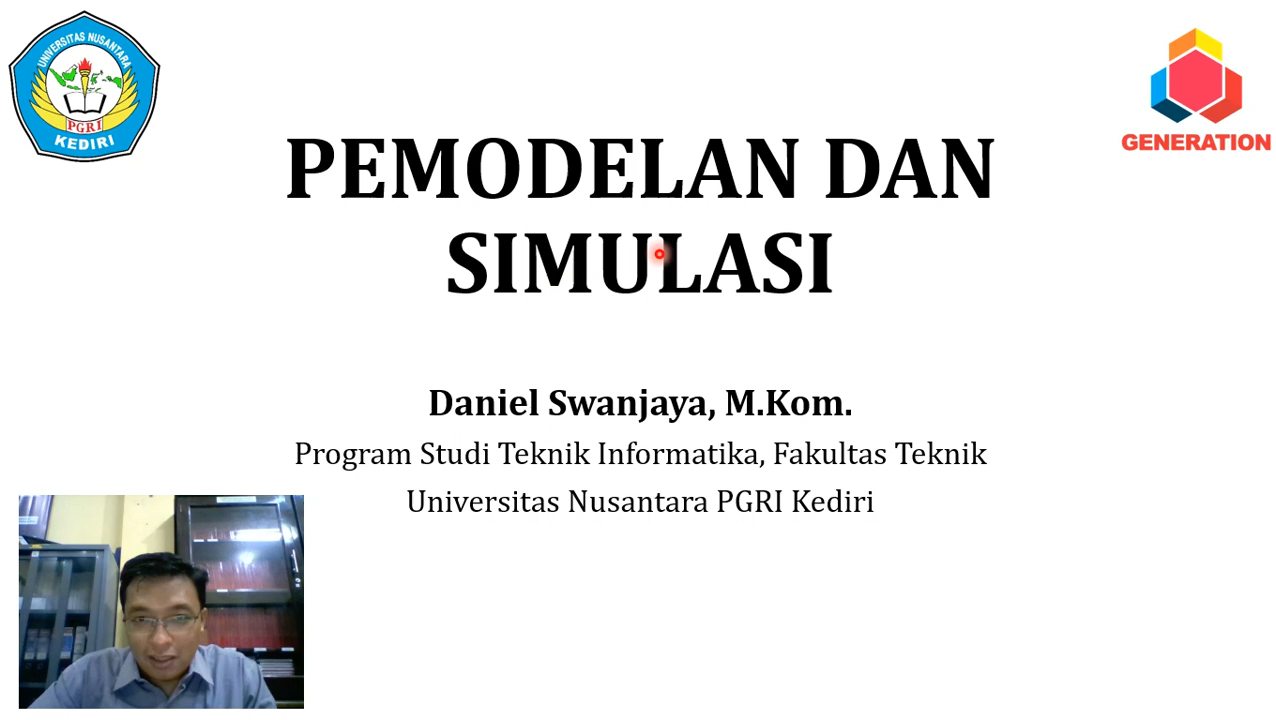 UNIVERSITAS NUSANTARA
PGRI
KEDIRI
GENERATION
PEMODELAN DAN
SIMULASI
Daniel Swanjaya, M.Kom.
Program Studi Teknik Informatika, Fakultas Teknik
Universitas Nusantara PGRI Kediri